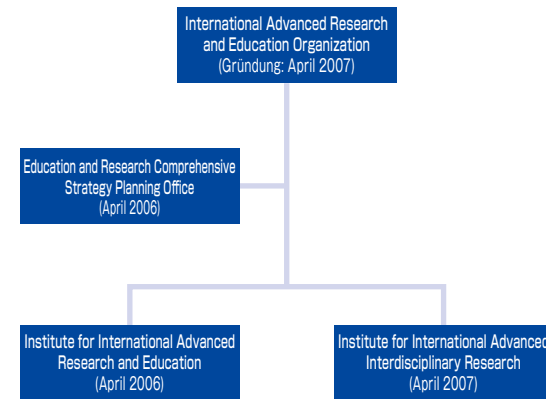 International Advanced Research
and Education Organization
(Gründung: April 2007)
Education and Research Comprehensive
Strategy Planning Office
(April 2006)
Institute for International Advanced
Research and Education
(April 2006)
Institute for International Advanced
Interdisciplinary Research
(April 2007)